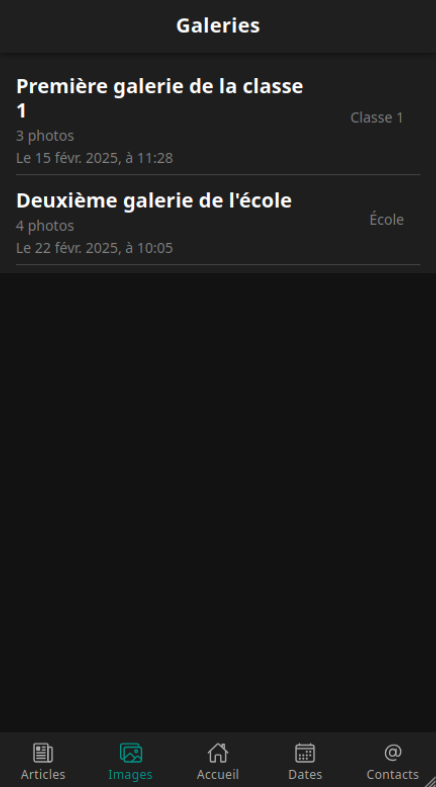 Galeries
Première galerie de la classe
1
Classe 1
3 photos
Le 15 févr. 2025, à 11:28
Deuxième galerie de l'école
École
4 photos
Le 22 févr. 2025, à 10:05
Articles
Images
Accueil
Dates
@
Contacts